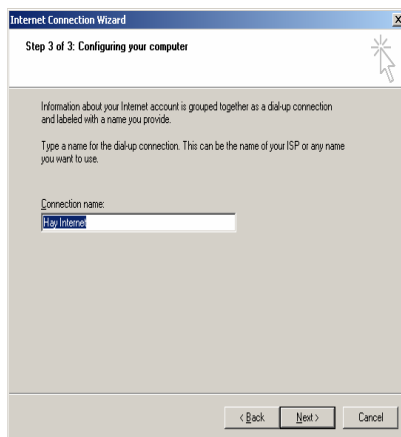 Internet Connection Wizard
Step 3 of 3: Configuring your computer
Information about your Internet account is grouped together as a dial-up connection
and labeled with a name you provide.
Type a name for the dial-up connection. This can be the name of your ISP or any name
you want to use.
Connection name:
Hay Internet
< Back Next > Cancel